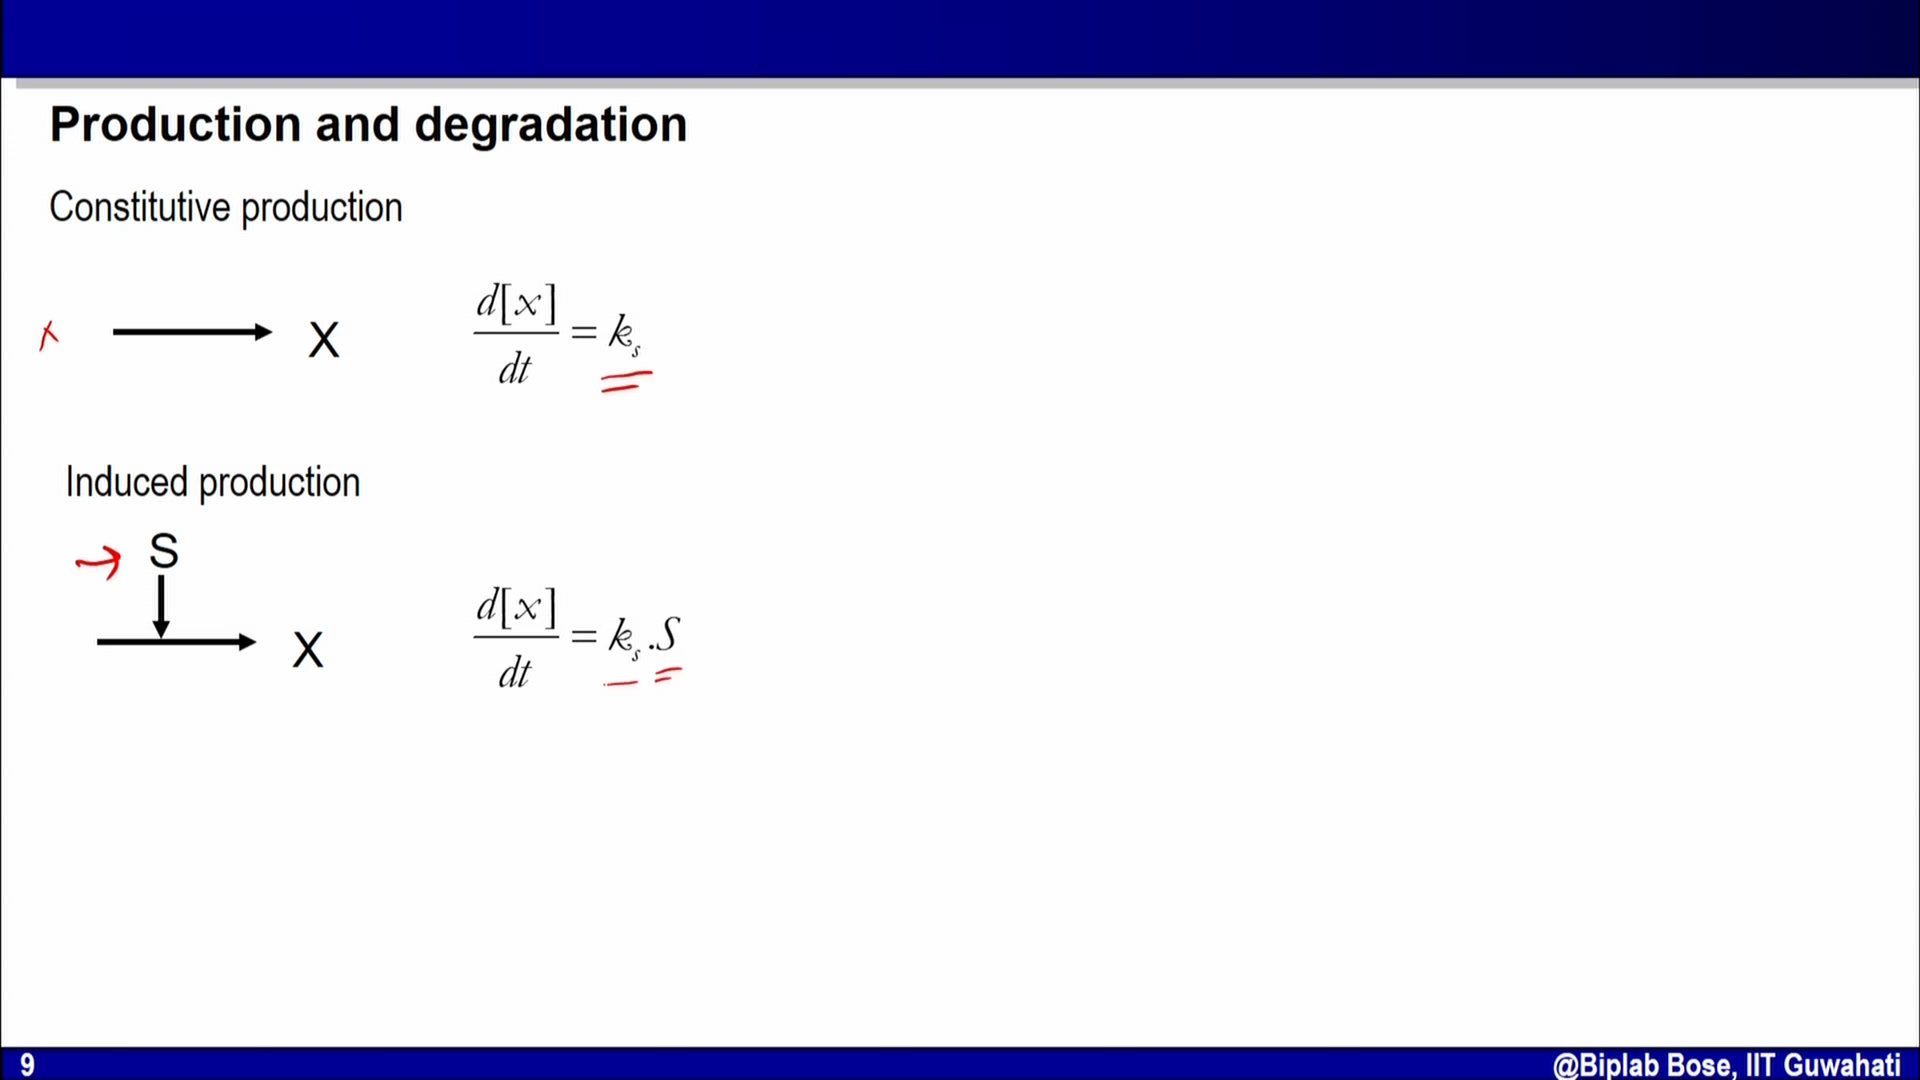 Production and degradation
Constitutive production
x → X d[x]/dt = kₛ
Induced production
→ S
X d[x]/dt = kₛ.S
9 @Biplab Bose, IIT Guwahati